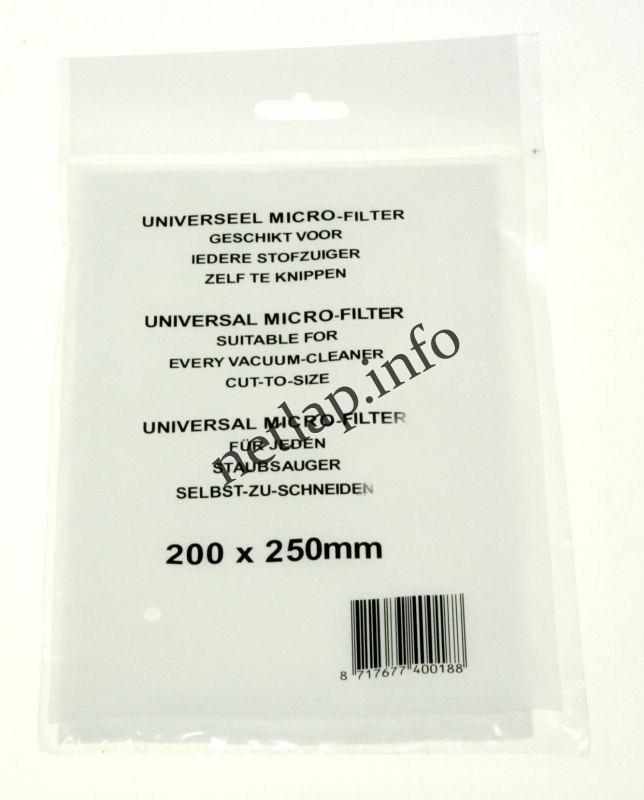 UNIVERSEEL MICRO-FILTER
GESCHIKT VOOR
IEDERE STOFZUIGER
ZELF TE KNIPPEN
UNIVERSAL MICRO-FILTER
SUITABLE FOR
EVERY VACUUM-CLEANER
CUT-TO-SIZE
UNIVERSAL MICRO-FILTER
FÜR JEDEN
STAUBSAUGER
SELBST-ZU-SCHNEIDEN
netlap.info
200 x 250mm
8 717677 400188